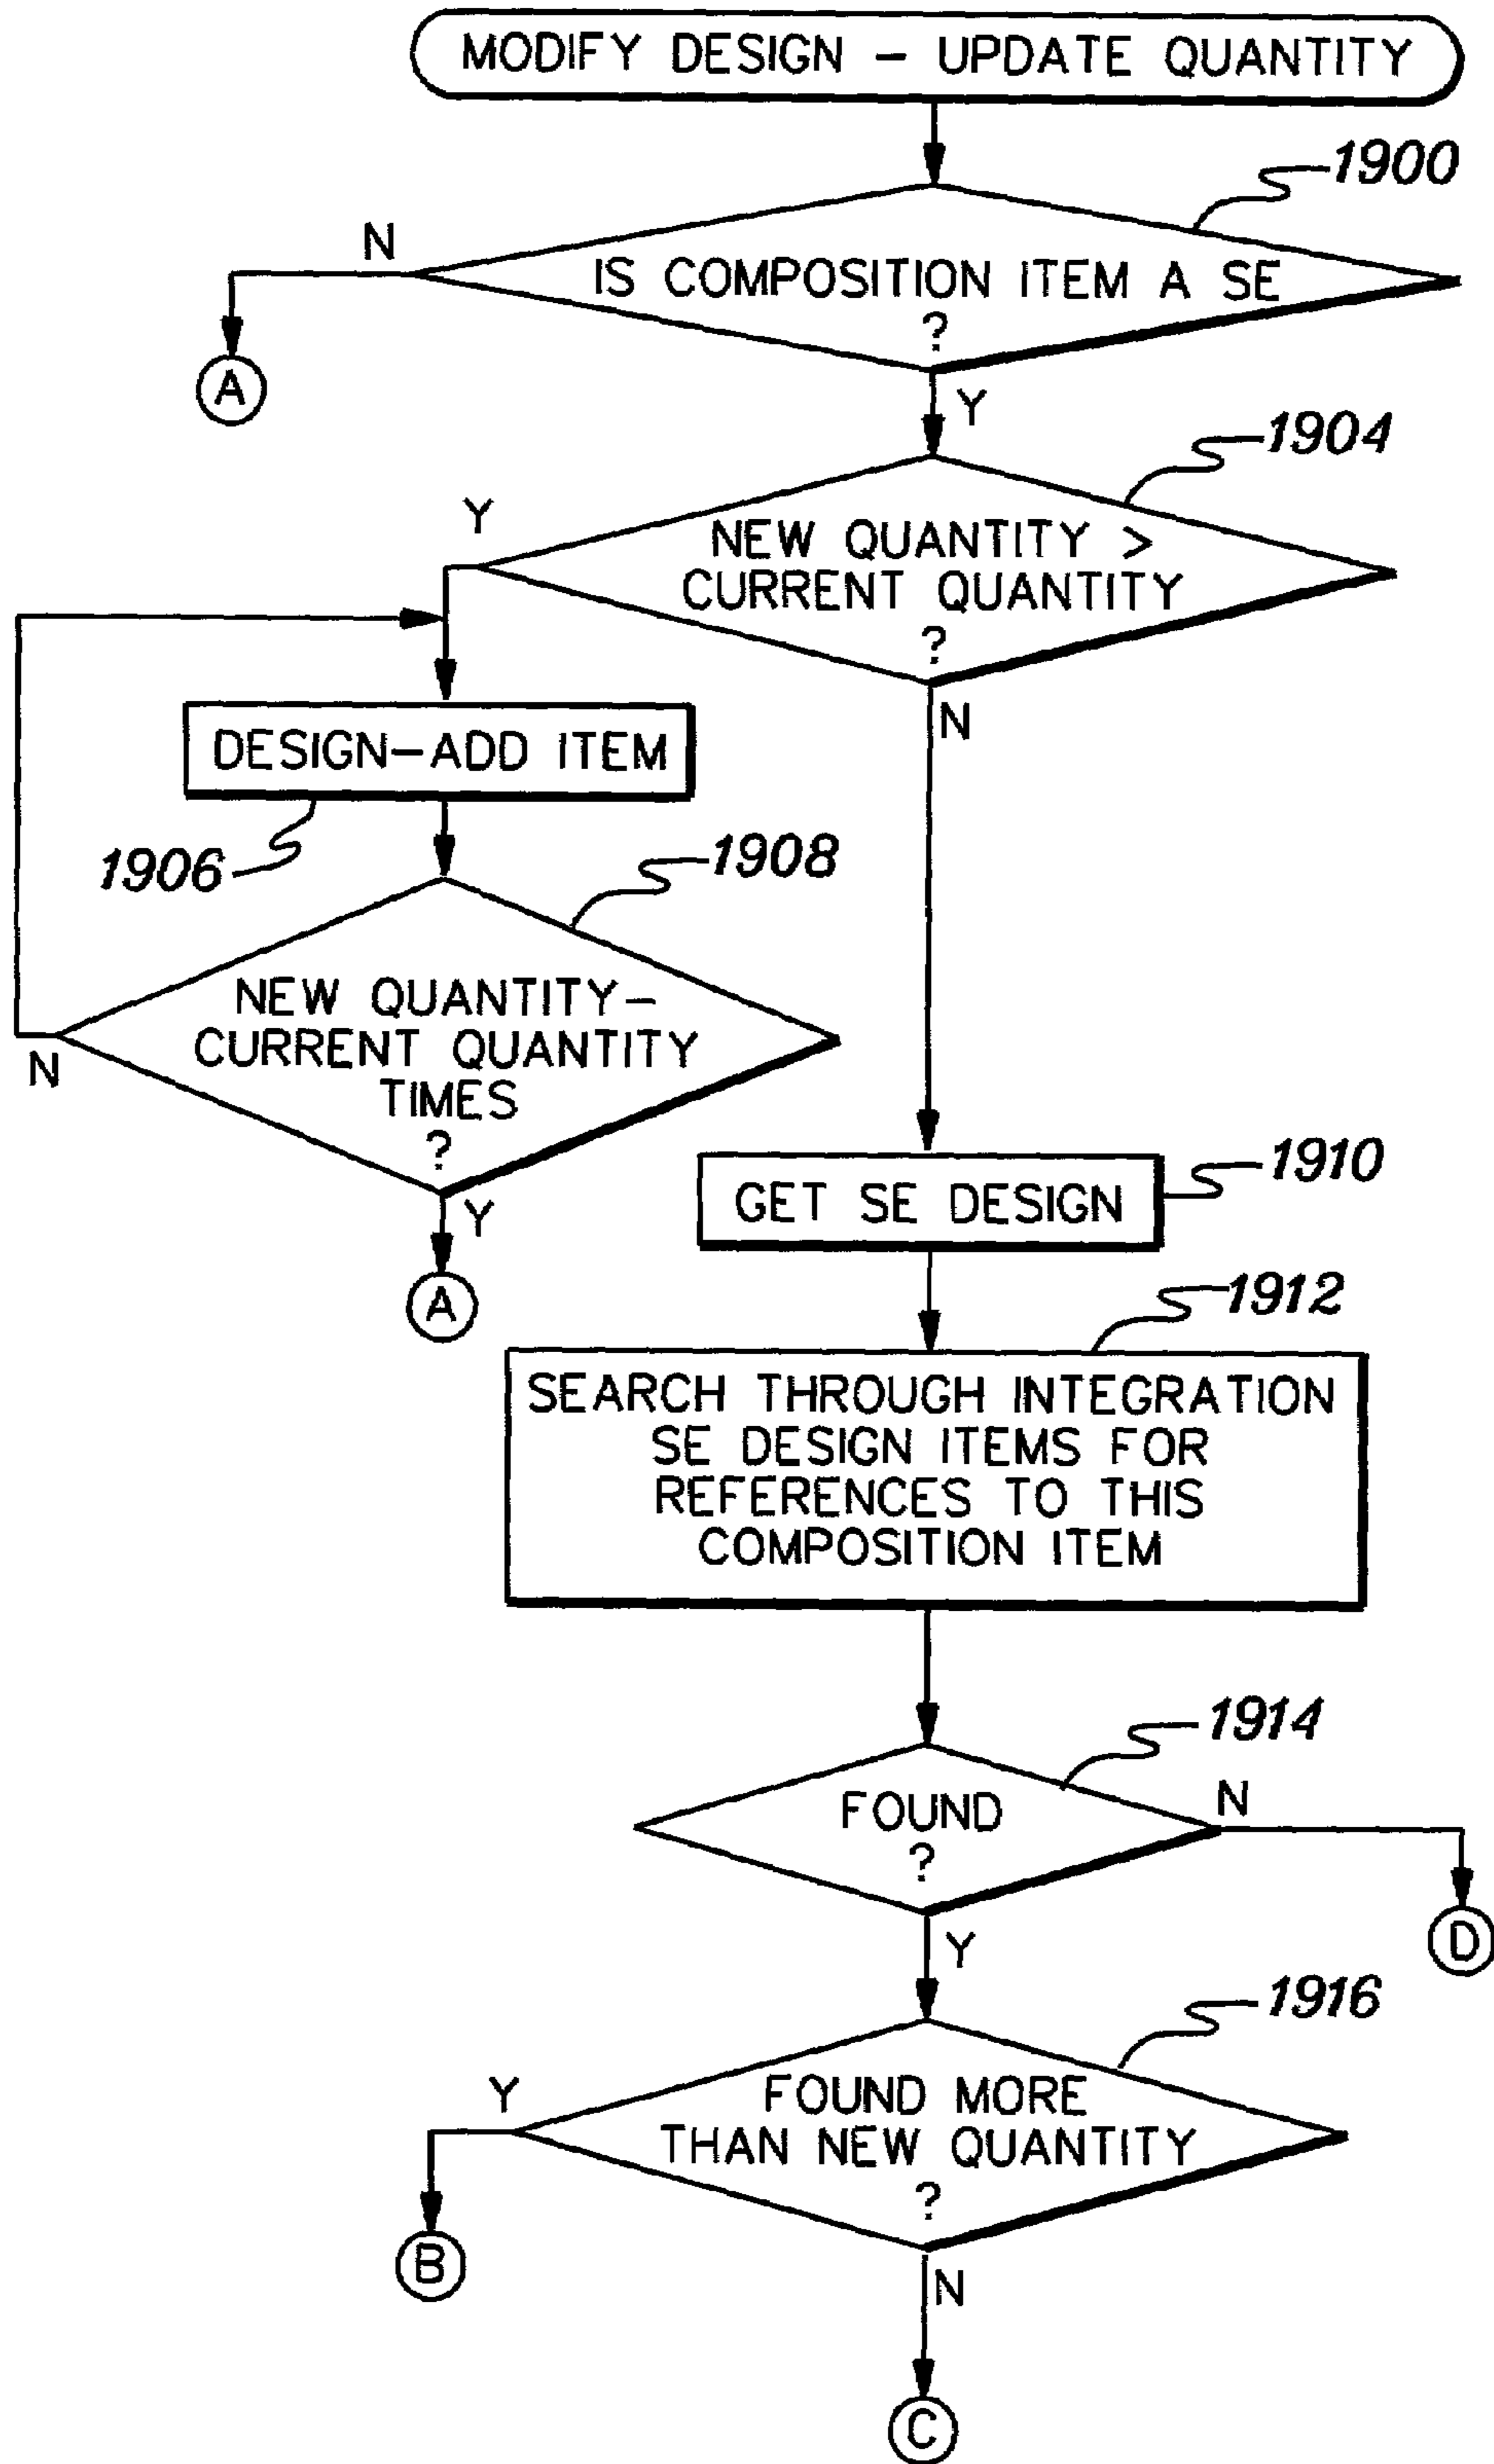 MODIFY DESIGN - UPDATE QUANTITY
1900
N
IS COMPOSITION ITEM A SE
?
A
Y
1904
Y
NEW QUANTITY >
CURRENT QUANTITY
?
N
DESIGN-ADD ITEM
1906
1908
NEW QUANTITY-
CURRENT QUANTITY
TIMES
?
N
Y
A
1910
GET SE DESIGN
1912
SEARCH THROUGH INTEGRATION
SE DESIGN ITEMS FOR
REFERENCES TO THIS
COMPOSITION ITEM
1914
FOUND
?
N
D
Y
1916
Y
FOUND MORE
THAN NEW QUANTITY
?
B
N
C